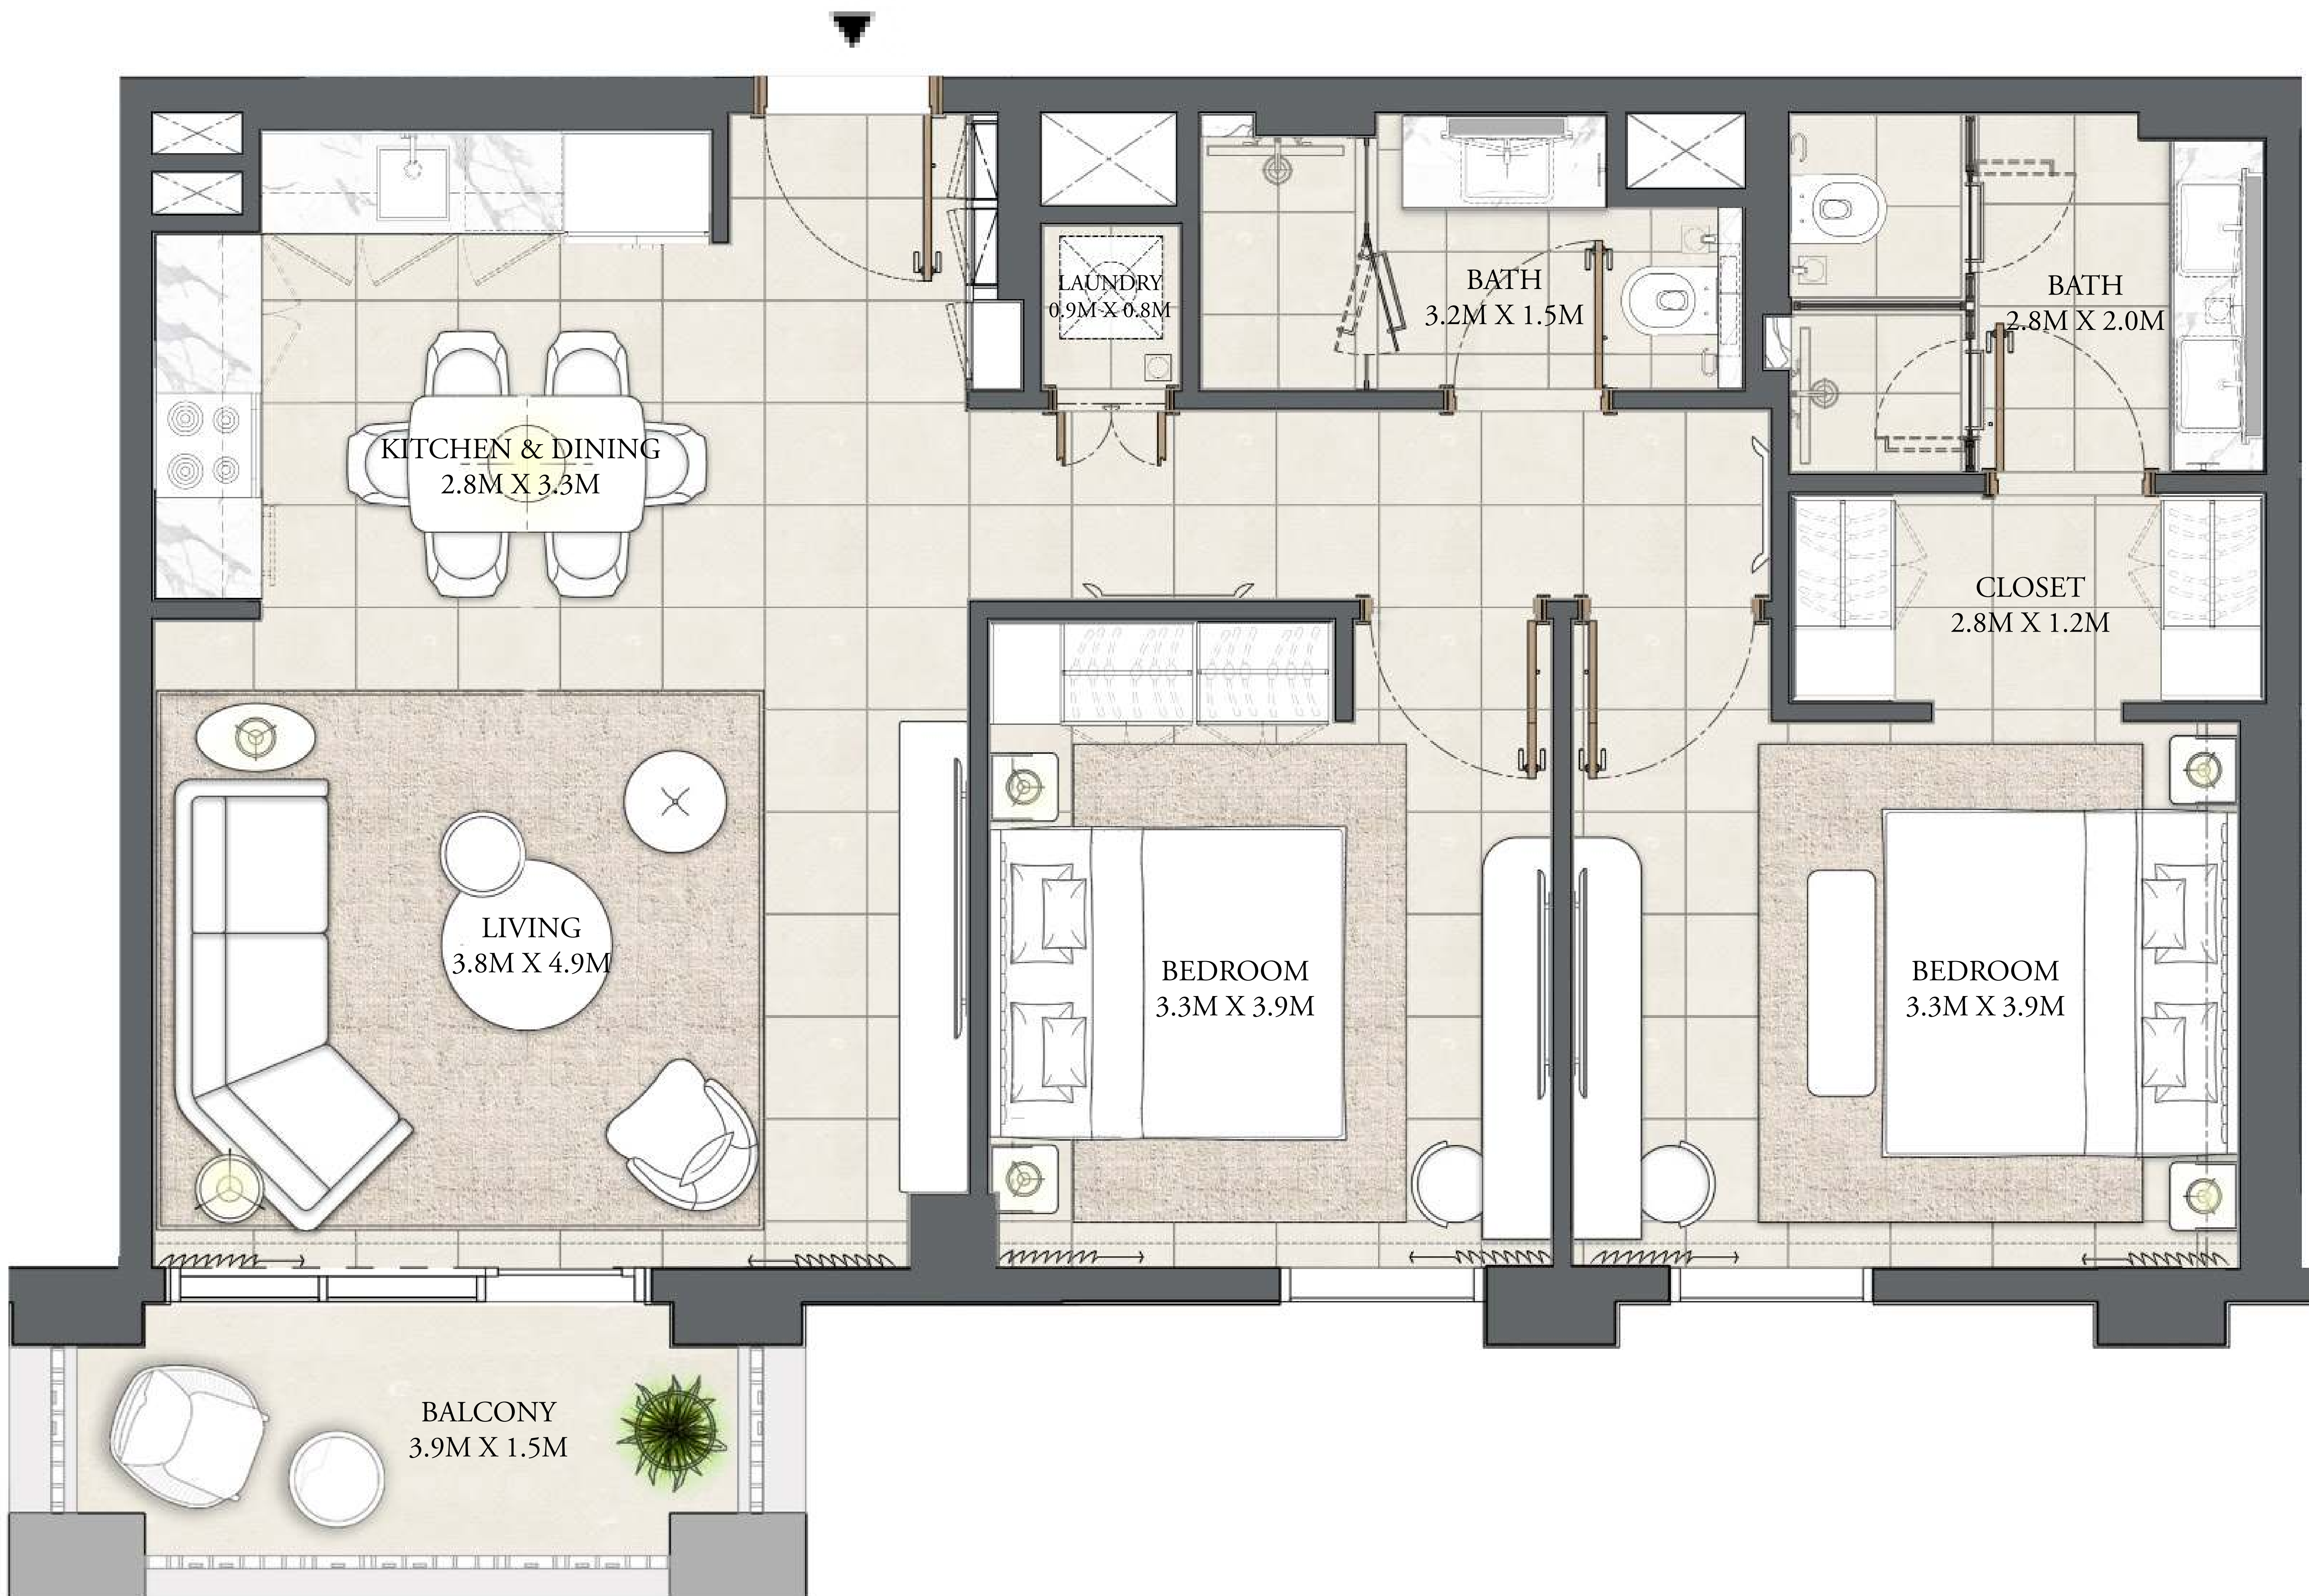 LAUNDRY
0.9M X 0.8M
BATH
3.2M X 1.5M
BATH
2.8M X 2.0M
KITCHEN & DINING
2.8M X 3.3M
CLOSET
2.8M X 1.2M
LIVING
3.8M X 4.9M
BEDROOM
3.3M X 3.9M
BEDROOM
3.3M X 3.9M
BALCONY
3.9M X 1.5M